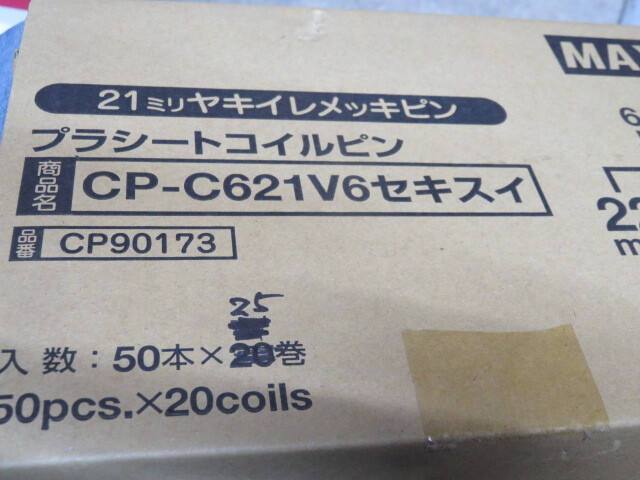 MAX
21ミリヤキイレメッキピン
プラシートコイルピン
商品名 CP-C621V6セキスイ
品番 CP90173
25
入数:50本×20巻
50pcs.×20coils
6
22
m